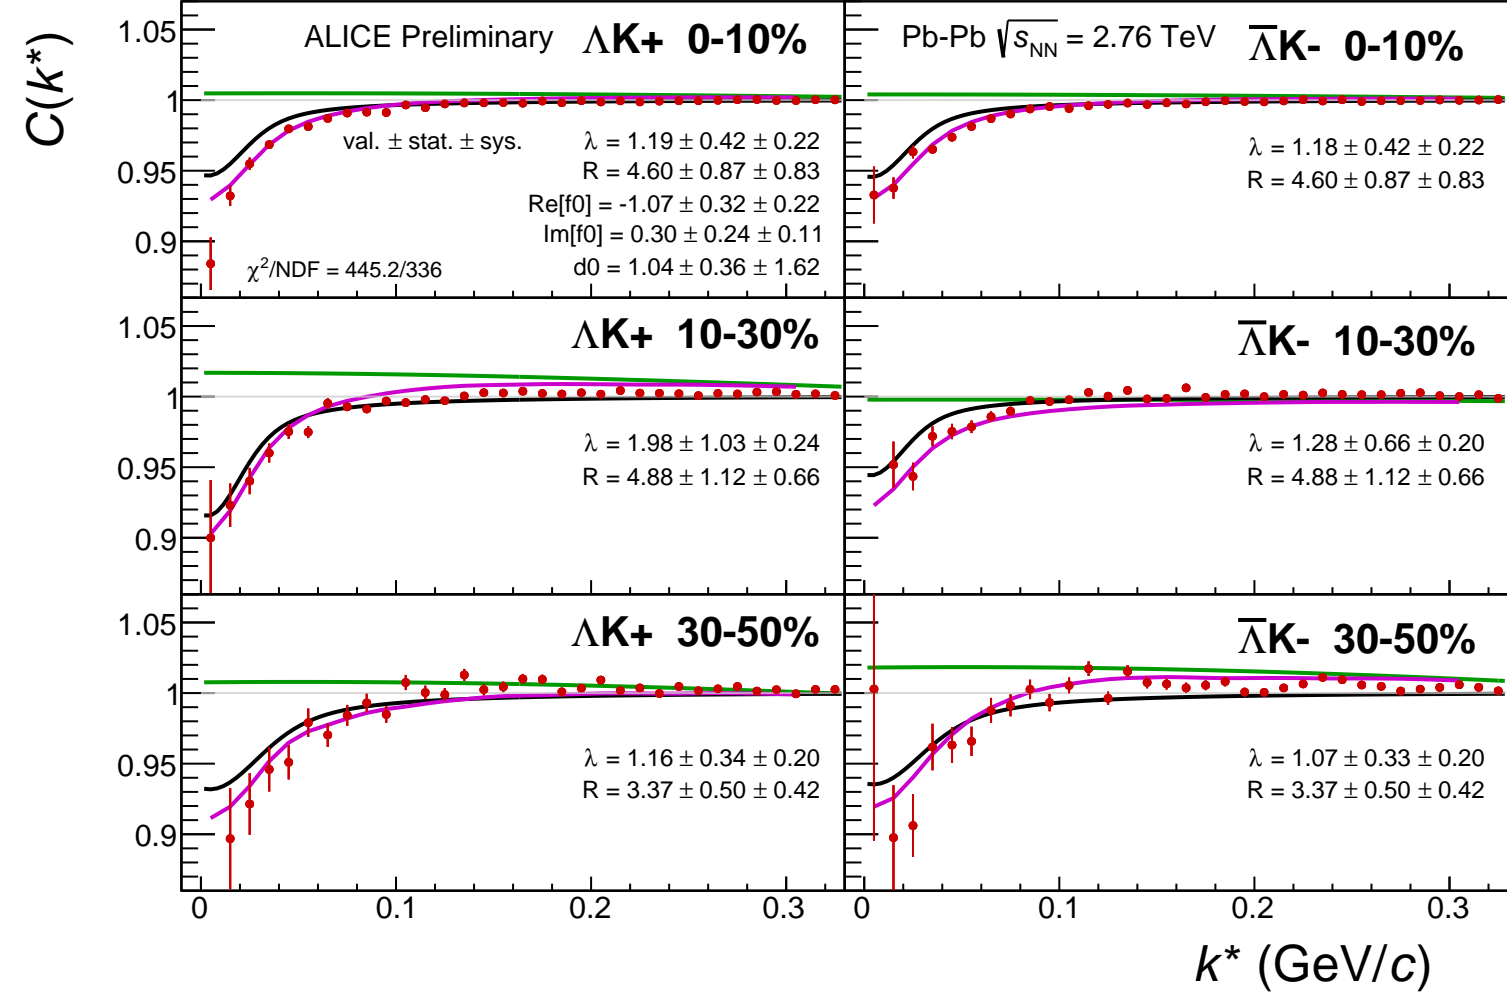 C(k*)
1.05
1
0.95
0.9
ALICE Preliminary ΛK+ 0-10%
val. ± stat. ± sys.
λ = 1.19 ± 0.42 ± 0.22
R = 4.60 ± 0.87 ± 0.83
Re[f0] = -1.07 ± 0.32 ± 0.22
Im[f0] = 0.30 ± 0.24 ± 0.11
d0 = 1.04 ± 0.36 ± 1.62
χ²/NDF = 445.2/336
Pb-Pb √sNN = 2.76 TeV Λ̅K- 0-10%
λ = 1.18 ± 0.42 ± 0.22
R = 4.60 ± 0.87 ± 0.83
1.05
1
0.95
0.9
ΛK+ 10-30%
λ = 1.98 ± 1.03 ± 0.24
R = 4.88 ± 1.12 ± 0.66
Λ̅K- 10-30%
λ = 1.28 ± 0.66 ± 0.20
R = 4.88 ± 1.12 ± 0.66
1.05
1
0.95
0.9
ΛK+ 30-50%
λ = 1.16 ± 0.34 ± 0.20
R = 3.37 ± 0.50 ± 0.42
Λ̅K- 30-50%
λ = 1.07 ± 0.33 ± 0.20
R = 3.37 ± 0.50 ± 0.42
0 0.1 0.2 0.3 0 0.1 0.2 0.3
k* (GeV/c)